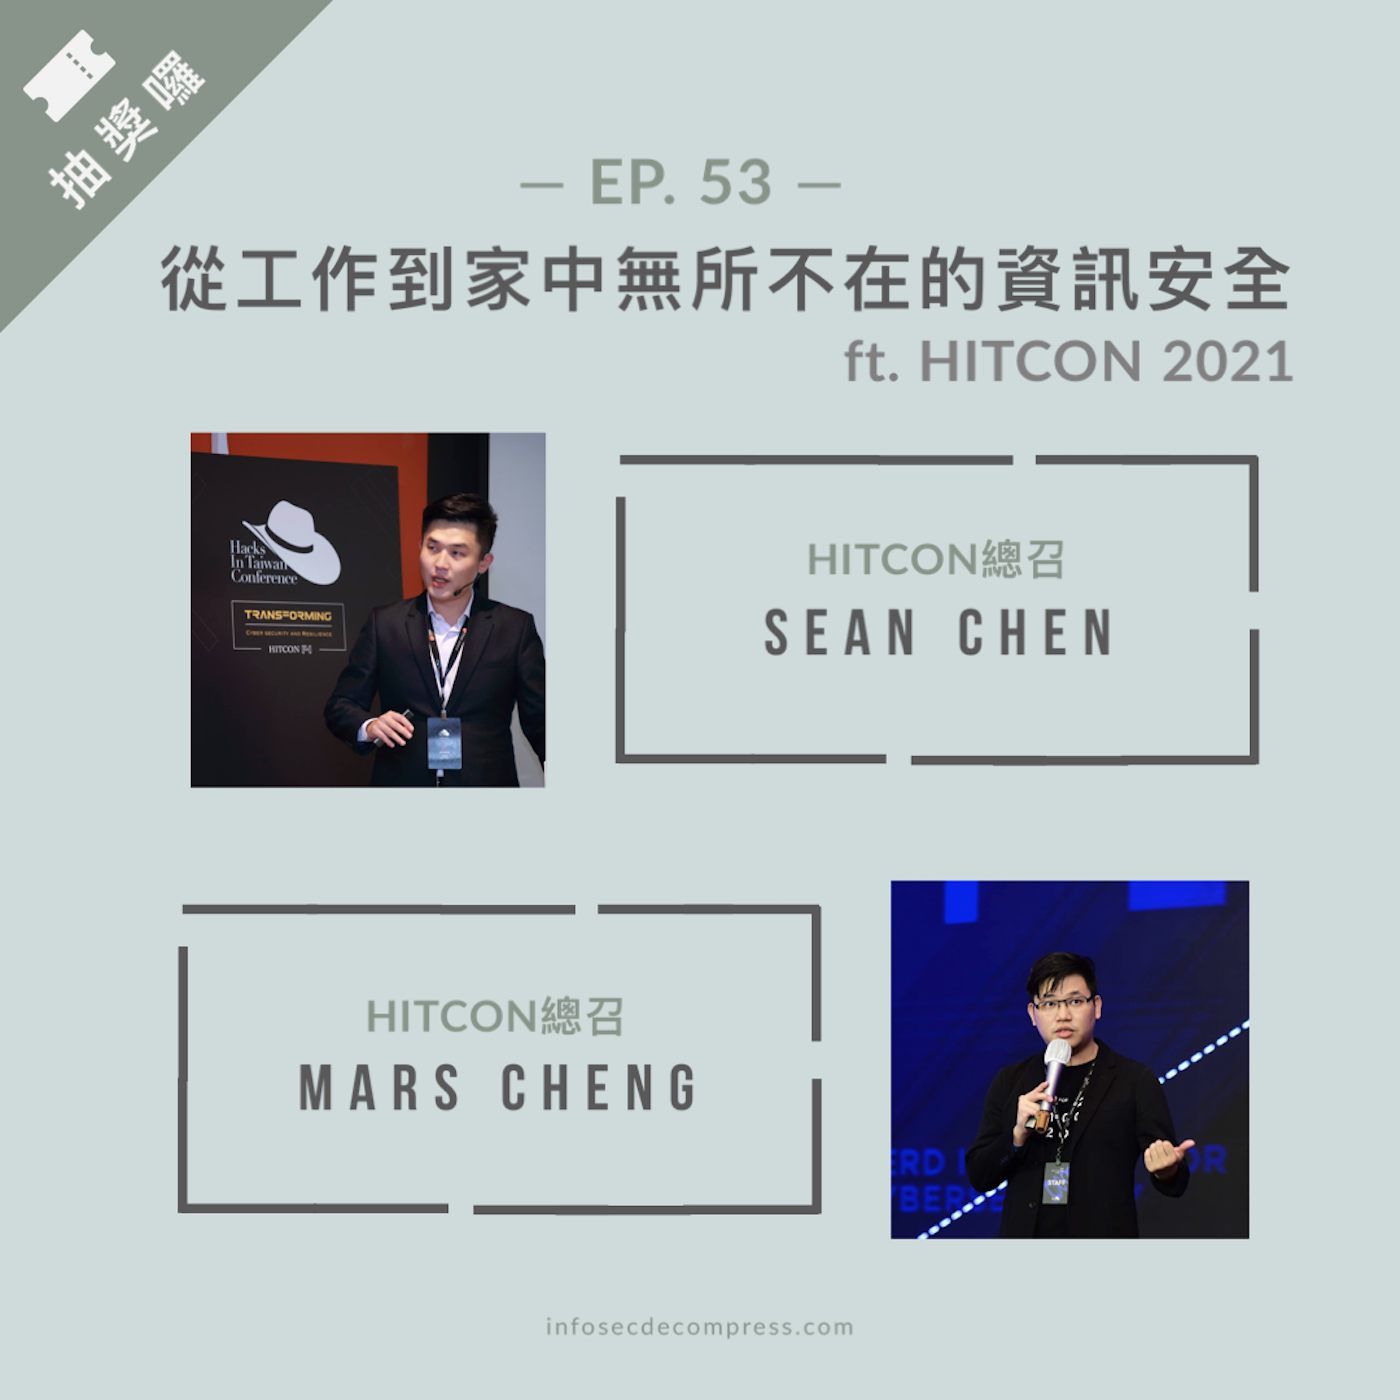 抽獎囉
— EP. 53 —
從工作到家中無所不在的資訊安全
ft. HITCON 2021
Hacks
In Taiwan
Conference
TRANSFORMING
CYBER SECURITY AND RESILIENCE
HITCON
HITCON總召
SEAN CHEN
HITCON總召
MARS CHENG
STAFF
infosecdecompress.com